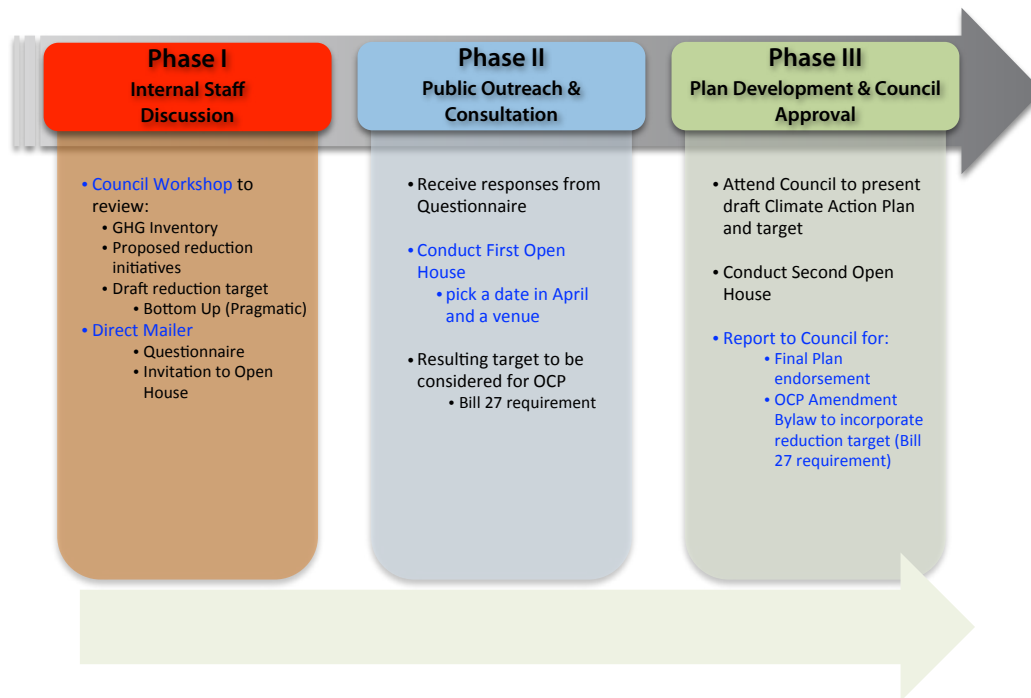 Phase I
Internal Staff
Discussion
• Council Workshop to
review:
• GHG Inventory
• Proposed reduction
initiatives
• Draft reduction target
• Bottom Up (Pragmatic)
• Direct Mailer
• Questionnaire
• Invitation to Open
House
Phase II
Public Outreach &
Consultation
• Receive responses from
Questionnaire
• Conduct First Open
House
• pick a date in April
and a venue
• Resulting target to be
considered for OCP
• Bill 27 requirement
Phase III
Plan Development & Council
Approval
• Attend Council to present
draft Climate Action Plan
and target
• Conduct Second Open
House
• Report to Council for:
• Final Plan
endorsement
• OCP Amendment
Bylaw to incorporate
reduction target (Bill
27 requirement)